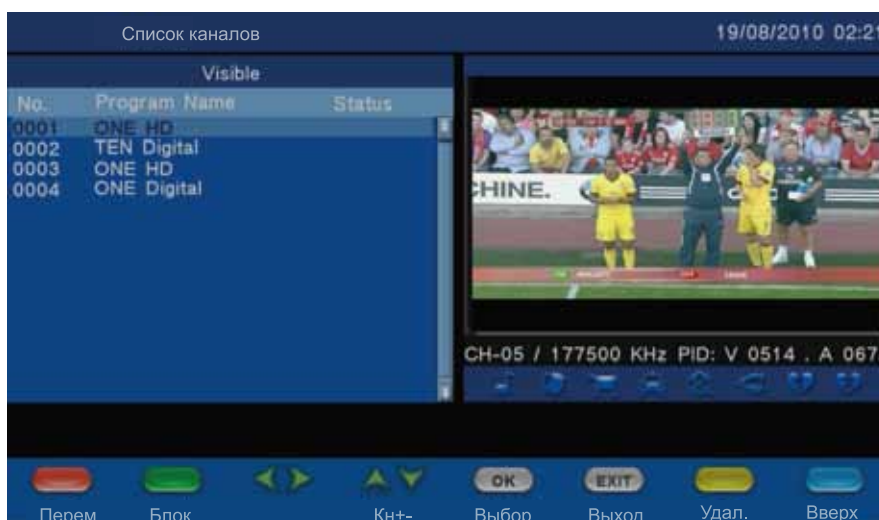 Список каналов 19/08/2010 02:21
Visible
No. Program Name Status
0001 ONE HD
0002 TEN Digital
0003 ONE HD
0004 ONE Digital
CHINE.
CH-05 / 177500 KHz PID: V 0514 . A 067
OK EXIT
Перем Блок Кн+- Выбор Выход Удал. Вверх